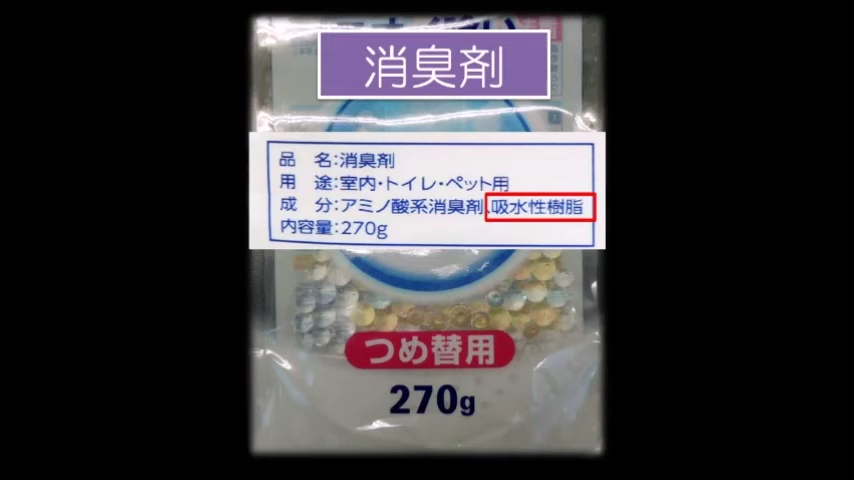 消臭剤
品 名:消臭剤
用 途:室内・トイレ・ペット用
成 分:アミノ酸系消臭剤、吸水性樹脂
内容量:270g
つめ替用
270g